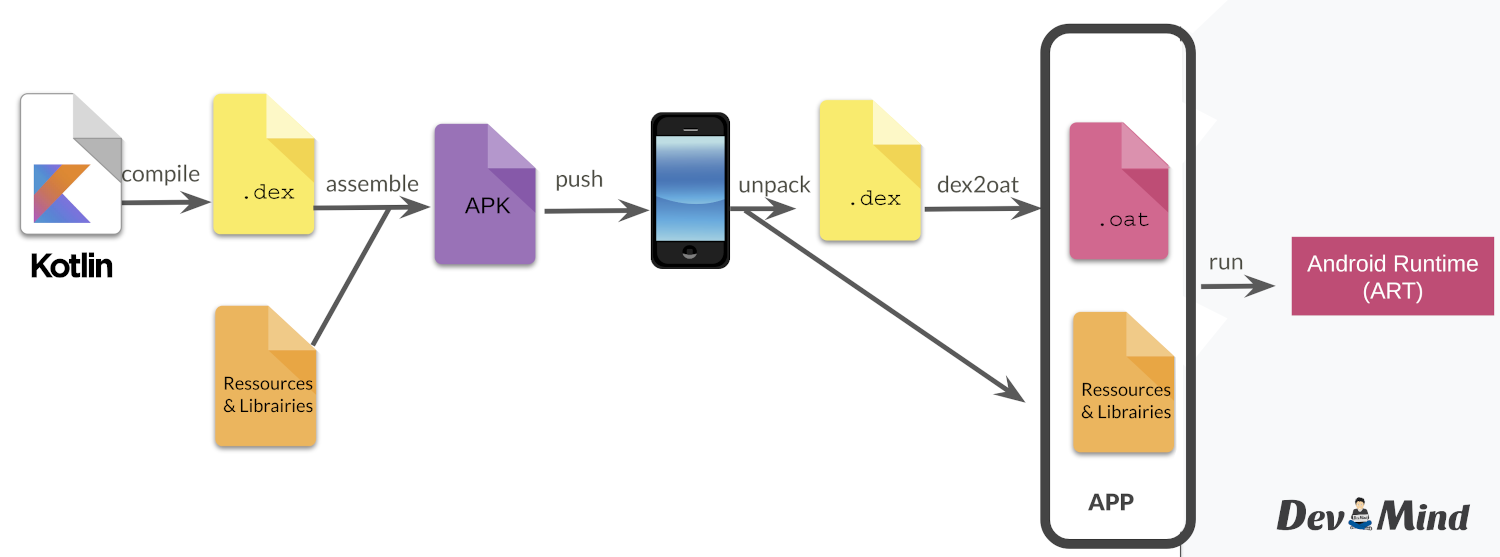 compile
Kotlin
.dex
Ressources
& Librairies
assemble
APK
push
unpack
.dex
dex2oat
.oat
Ressources
& Librairies
APP
run
Android Runtime
(ART)
Dev Mind